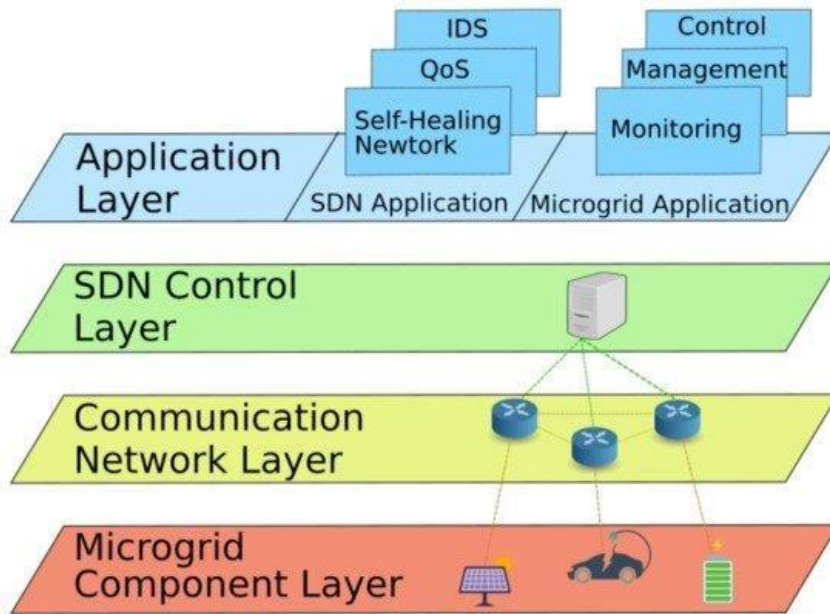 IDS
QoS
Self-Healing
Newtork
Control
Management
Monitoring
Application
Layer
SDN Application
Microgrid Application
SDN Control
Layer
Communication
Network Layer
Microgrid
Component Layer